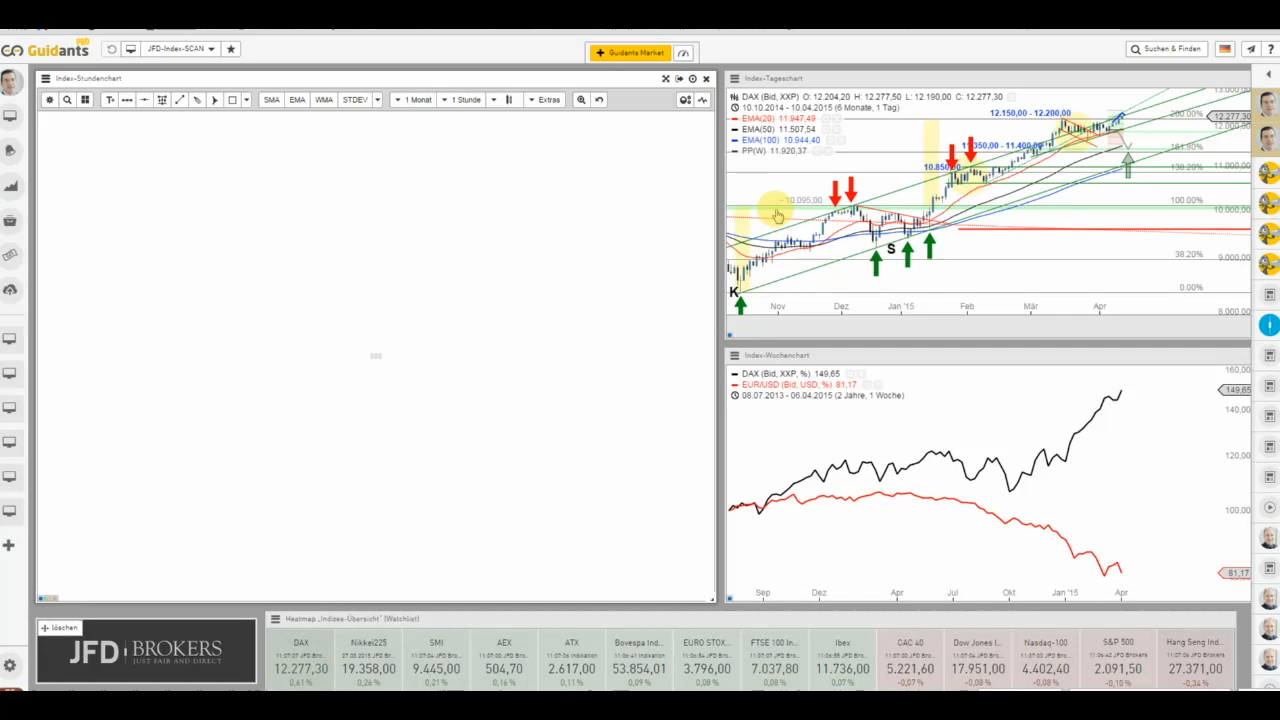 Guidants PRO
JFD-Index-SCAN
Guidants Market
Suchen & Finden
Index-Stundenchart
SMA EMA WMA STDEV 1 Monat 1 Stunde Extras
Index-Tageschart
DAX (Bid, XXP) O: 12.204,20 H: 12.277,50 L: 12.190,00 C: 12.277,30
10.10.2014 - 10.04.2015 (6 Monate, 1 Tag)
EMA(20) 11.947,49
EMA(50) 11.507,54
EMA(100) 10.944,40
PP(W) 11.920,37
12.150,00 - 12.200,00
11.350,00 - 11.400,00
10.850
10.095,00
200,00%
161,80%
138,20%
100,00%
38,20%
0,00%
13.000,00
12.277,30
12.000,00
11.000,00
10.000,00
9.000,00
8.000,00
K
S
Nov Dez Jan '15 Feb Mär Apr
Index-Wochenchart
DAX (Bid, XXP, %) 149,65
EUR/USD (Bid, USD, %) 81,17
08.07.2013 - 06.04.2015 (2 Jahre, 1 Woche)
160,00
149,65
140,00
120,00
100,00
81,17
Sep Dez Apr Jul Okt Jan '15 Apr
Heatmap „Indizes-Übersicht" (Watchlist)
löschen
JFD BROKERS
JUST FAIR AND DIRECT
DAX Nikkei225 SMI AEX ATX Bovespa Ind... EURO STOX... FTSE 100 In... Ibex CAC 40 Dow Jones I... Nasdaq-100 S&P 500 Hang Seng Ind...
12.277,30 19.358,00 9.445,00 504,70 2.617,00 53.854,01 3.796,00 7.037,80 11.736,00 5.221,60 17.951,00 4.402,40 2.091,50 27.371,00
0,61 % 0,26 % 0,21 % 0,16 % 0,11 % 0,09 % 0,08 % 0,08 % 0,07 % -0,07 % -0,08 % -0,08 % -0,10 % -0,34 %